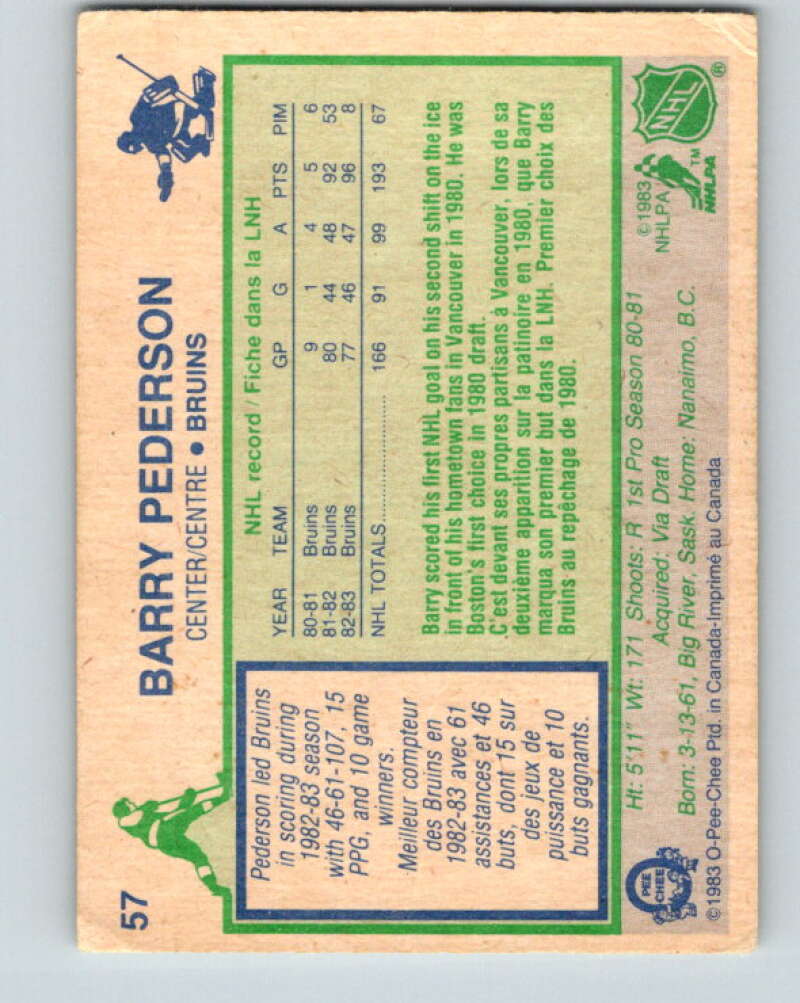 57
BARRY PEDERSON
CENTER/CENTRE • BRUINS
Pederson led Bruins
in scoring during
1982-83 season
with 46-61-107, 15
PPG, and 10 game
winners.
Meilleur compteur
des Bruins en
1982-83 avec 61
assistances et 46
buts, dont 15 sur
des jeux de
puissance et 10
buts gagnants.
NHL record / Fiche dans la LNH
YEAR TEAM GP G A PTS PIM
80-81 Bruins 9 1 4 5 6
81-82 Bruins 80 44 48 92 53
82-83 Bruins 77 46 47 96 8
NHL TOTALS.................... 166 91 99 193 67
Barry scored his first NHL goal on his second shift on the ice
in front of his hometown fans in Vancouver in 1980. He was
Boston's first choice in 1980 draft.
C'est devant ses propres partisans à Vancouver, lors de sa
deuxième apparition sur la patinoire en 1980, que Barry
marqua son premier but dans la LNH. Premier choix des
Bruins au repêchage de 1980.
Ht: 5'11" Wt: 171 Shoots: R 1st Pro Season 80-81
Acquired: Via Draft
Born: 3-13-61, Big River, Sask. Home: Nanaimo, B.C.
©1983 O-Pee-Chee Ptd. in Canada-Imprimé au Canada
PEE
CHEE
©1983
NHLPA
NHLPA
TM
NHL
®